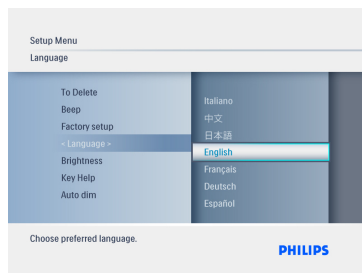 Setup Menu
Language
To Delete
Beep
Factory setup
< Language >
Brightness
Key Help
Auto dim
Italiano
中文
日本語
English
Français
Deutsch
Español
Choose preferred language.
PHILIPS